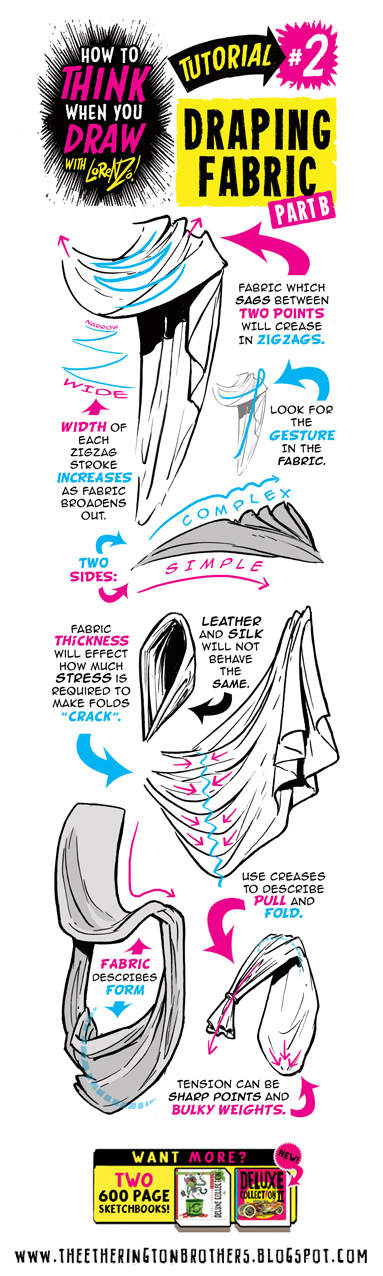 HOW TO
THINK
WHEN YOU
DRAW
WITH LORENZO!
TUTORIAL
#2
DRAPING
FABRIC
PART B
FABRIC WHICH
SAGS BETWEEN
TWO POINTS
WILL CREASE
IN ZIGZAGS.
NARROW
WIDE
WIDTH OF
EACH
ZIGZAG
STROKE
INCREASES
AS FABRIC
BROADENS
OUT.
LOOK FOR
THE
GESTURE
IN THE
FABRIC.
COMPLEX
TWO
SIDES:
SIMPLE
FABRIC
THICKNESS
WILL EFFECT
HOW MUCH
STRESS IS
REQUIRED TO
MAKE FOLDS
"CRACK".
LEATHER
AND SILK
WILL NOT
BEHAVE
THE
SAME.
USE CREASES
TO DESCRIBE
PULL AND
FOLD.
FABRIC
DESCRIBES
FORM
TENSION CAN BE
SHARP POINTS AND
BULKY WEIGHTS.
WANT MORE?
NEW!
TWO
600 PAGE
SKETCHBOOKS!
DELUXE COLLECTION
DELUXE
COLLECTION II
WWW.THEETHERINGTONBROTHERS.BLOGSPOT.COM